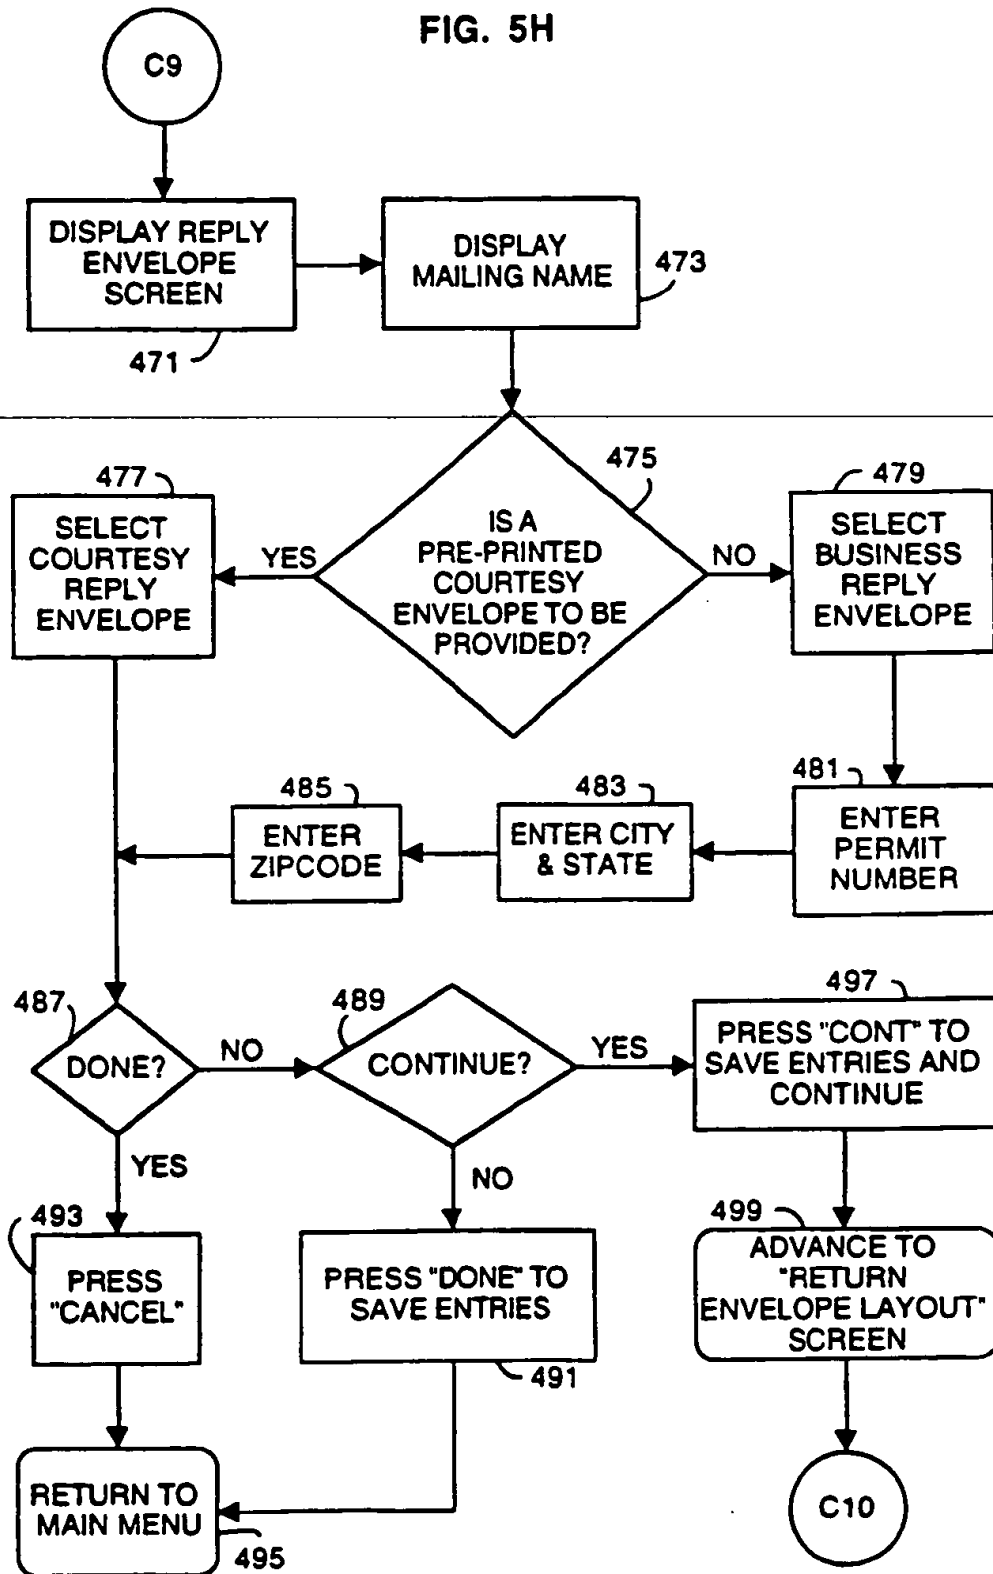 FIG. 5H
C9
DISPLAY REPLY
ENVELOPE
SCREEN
471
DISPLAY
MAILING NAME
473
475
IS A
PRE-PRINTED
COURTESY
ENVELOPE TO BE
PROVIDED?
YES
NO
477
SELECT
COURTESY
REPLY
ENVELOPE
479
SELECT
BUSINESS
REPLY
ENVELOPE
481
ENTER
PERMIT
NUMBER
483
ENTER CITY
& STATE
485
ENTER
ZIPCODE
487
DONE?
NO
YES
489
CONTINUE?
YES
NO
497
PRESS "CONT" TO
SAVE ENTRIES AND
CONTINUE
493
PRESS
"CANCEL"
PRESS "DONE" TO
SAVE ENTRIES
491
499
ADVANCE TO
"RETURN
ENVELOPE LAYOUT"
SCREEN
RETURN TO
MAIN MENU
495
C10